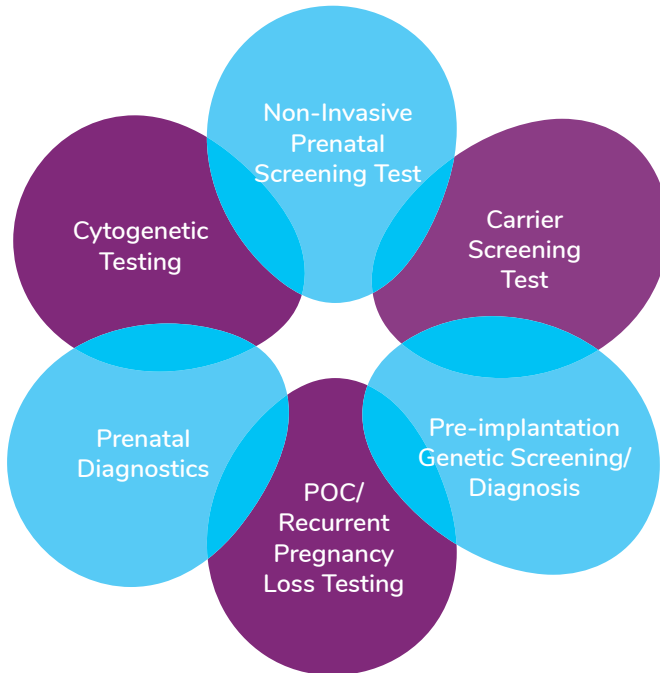 Non-Invasive
Prenatal
Screening Test
Carrier
Screening
Test
Pre-implantation
Genetic Screening/
Diagnosis
POC/
Recurrent
Pregnancy
Loss Testing
Prenatal
Diagnostics
Cytogenetic
Testing